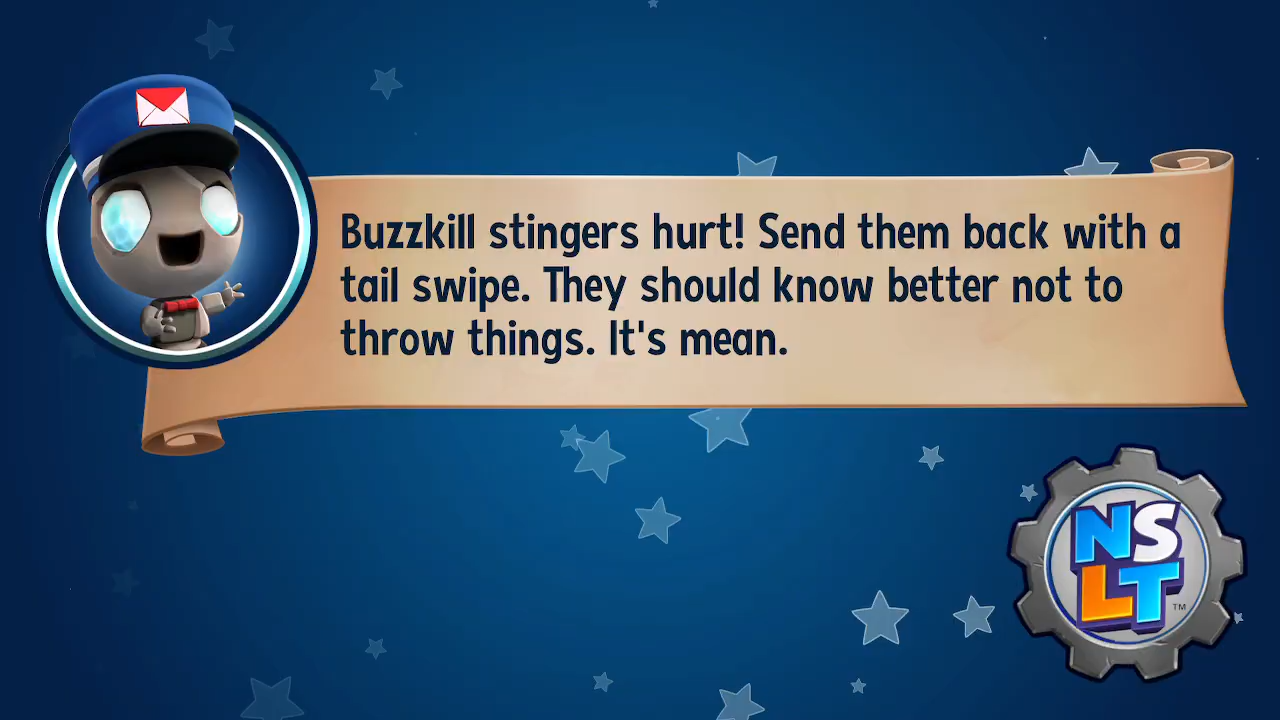 Buzzkill stingers hurt! Send them back with a
tail swipe. They should know better not to
throw things. It's mean.
NS
LT
TM